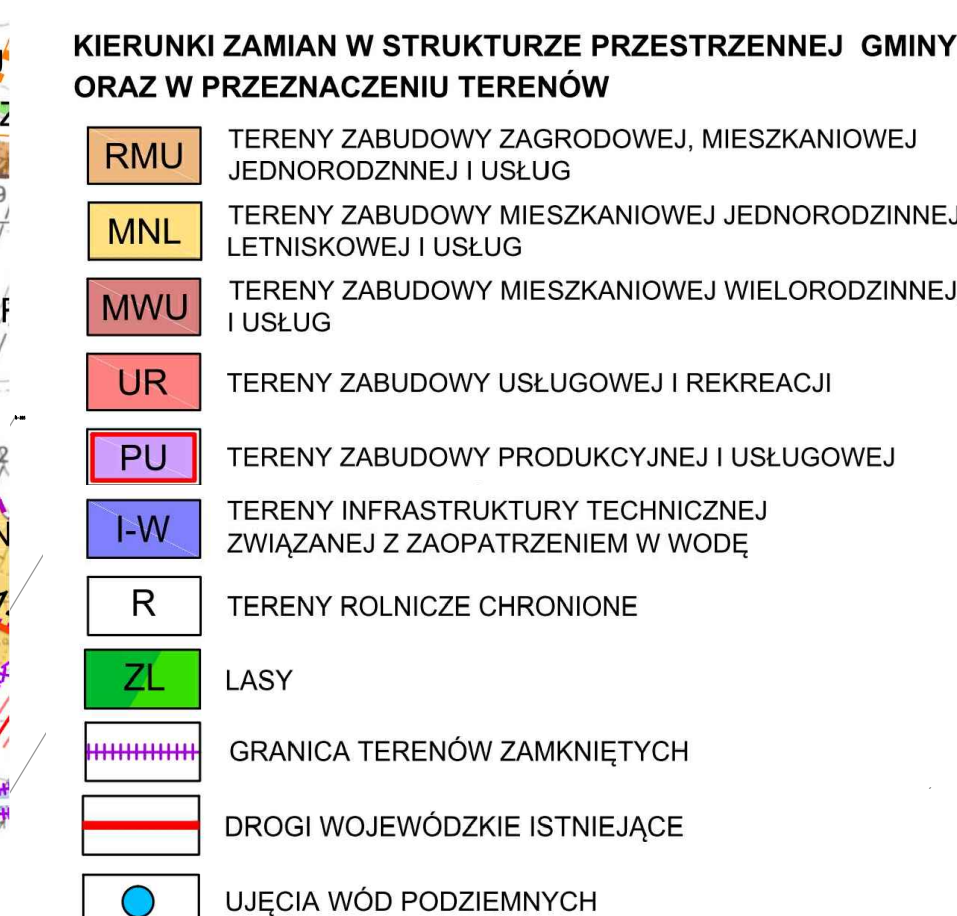 KIERUNKI ZAMIAN W STRUKTURZE PRZESTRZENNEJ GMINY
ORAZ W PRZEZNACZENIU TERENÓW
RMU
TERENY ZABUDOWY ZAGRODOWEJ, MIESZKANIOWEJ
JEDNORODZNNEJ I USŁUG
MNL
TERENY ZABUDOWY MIESZKANIOWEJ JEDNORODZINNEJ
LETNISKOWEJ I USŁUG
MWU
TERENY ZABUDOWY MIESZKANIOWEJ WIELORODZINNEJ
I USŁUG
UR
TERENY ZABUDOWY USŁUGOWEJ I REKREACJI
PU
TERENY ZABUDOWY PRODUKCYJNEJ I USŁUGOWEJ
I-W
TERENY INFRASTRUKTURY TECHNICZNEJ
ZWIĄZANEJ Z ZAOPATRZENIEM W WODĘ
R
TERENY ROLNICZE CHRONIONE
ZL
LASY
GRANICA TERENÓW ZAMKNIĘTYCH
DROGI WOJEWÓDZKIE ISTNIEJĄCE
UJĘCIA WÓD PODZIEMNYCH